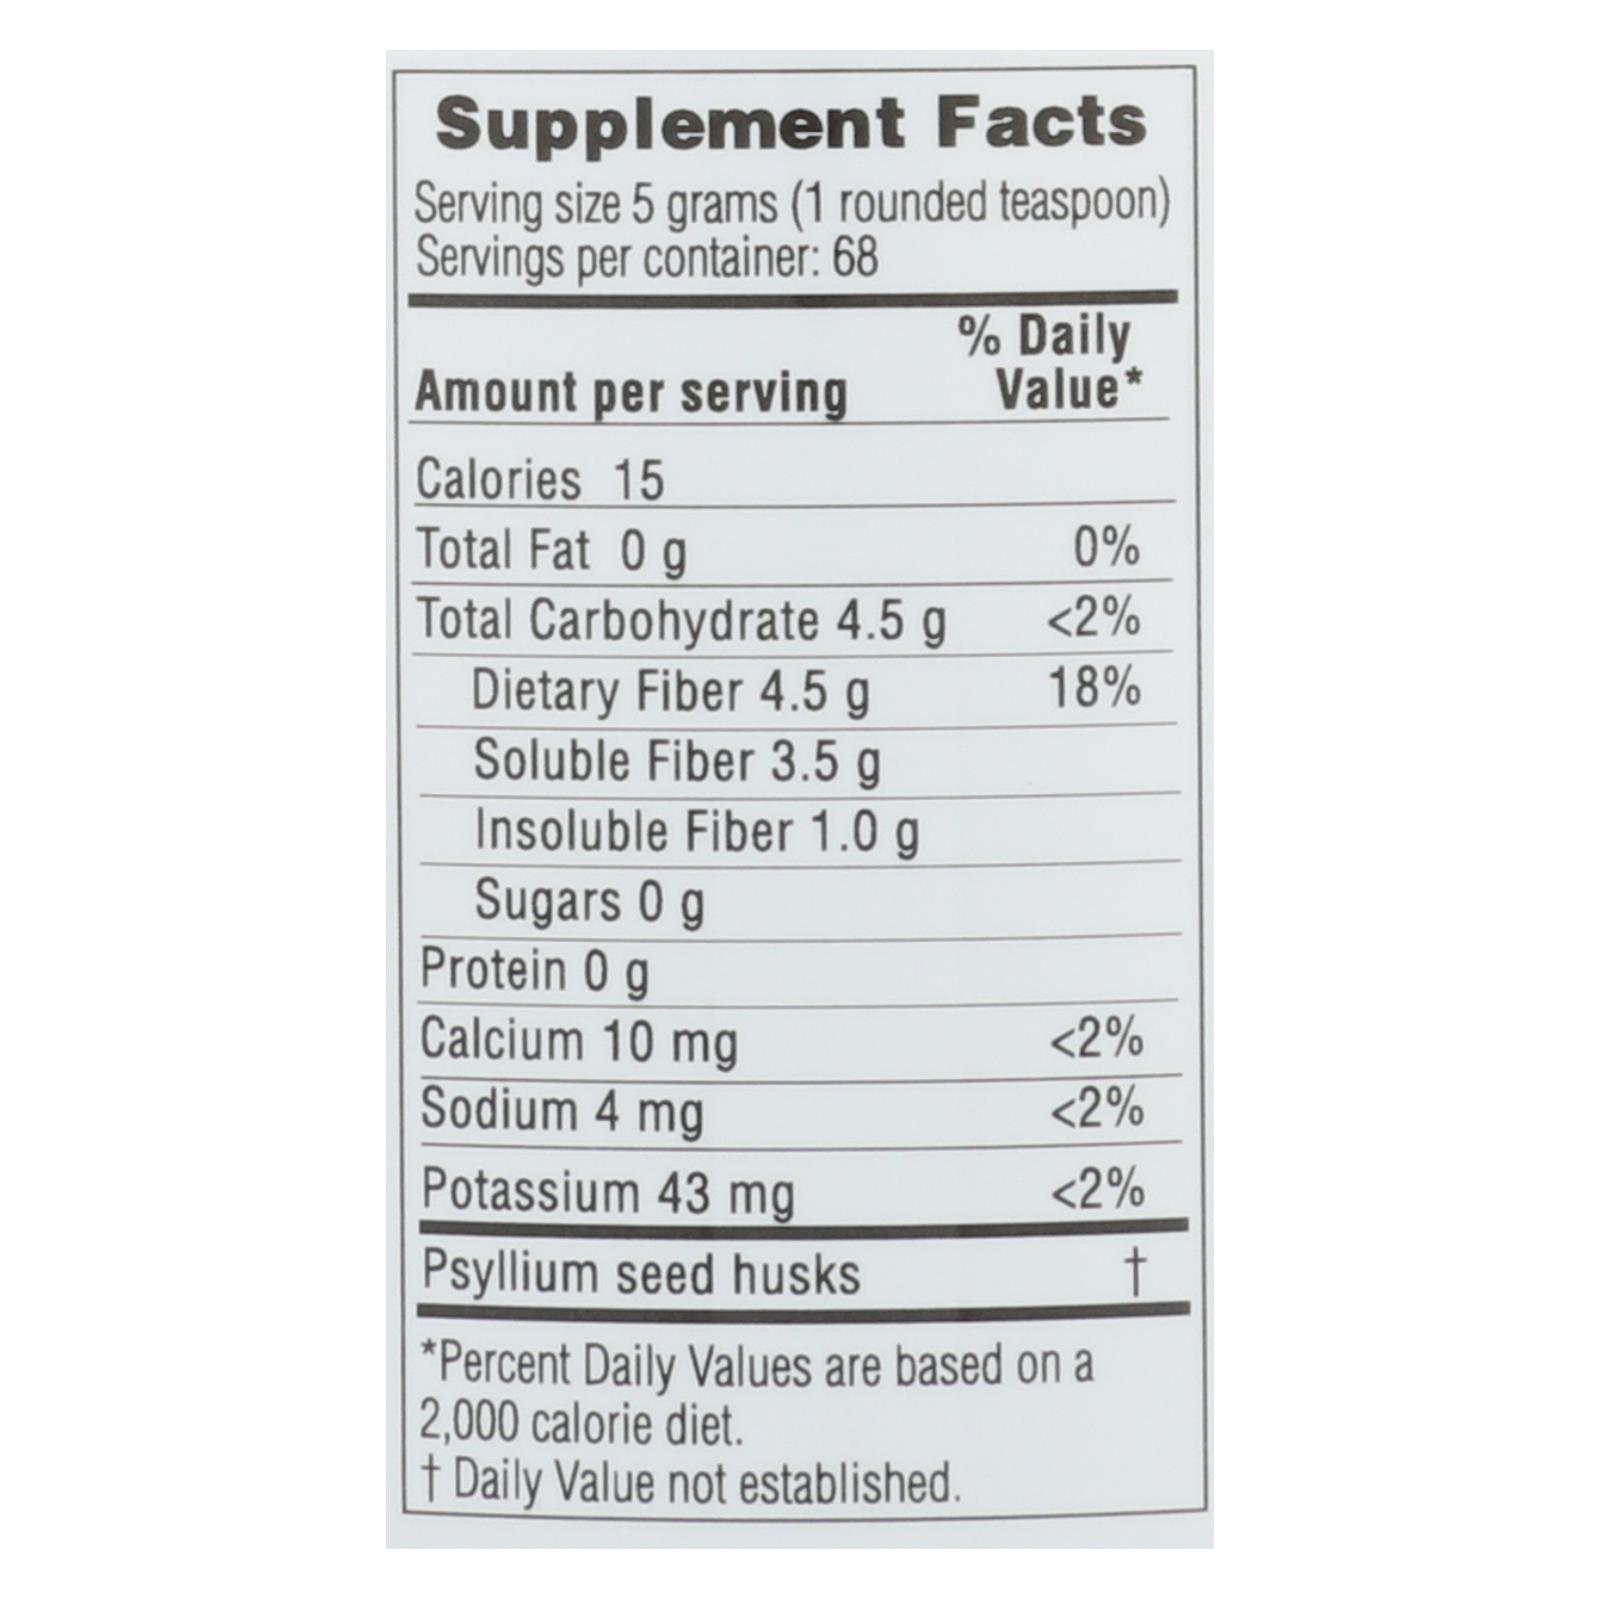 Supplement Facts
Serving size 5 grams (1 rounded teaspoon)
Servings per container: 68
% Daily
Amount per serving Value*
Calories 15
Total Fat 0 g 0%
Total Carbohydrate 4.5 g <2%
Dietary Fiber 4.5 g 18%
Soluble Fiber 3.5 g
Insoluble Fiber 1.0 g
Sugars 0 g
Protein 0 g
Calcium 10 mg <2%
Sodium 4 mg <2%
Potassium 43 mg <2%
Psyllium seed husks †
*Percent Daily Values are based on a
2,000 calorie diet.
† Daily Value not established.